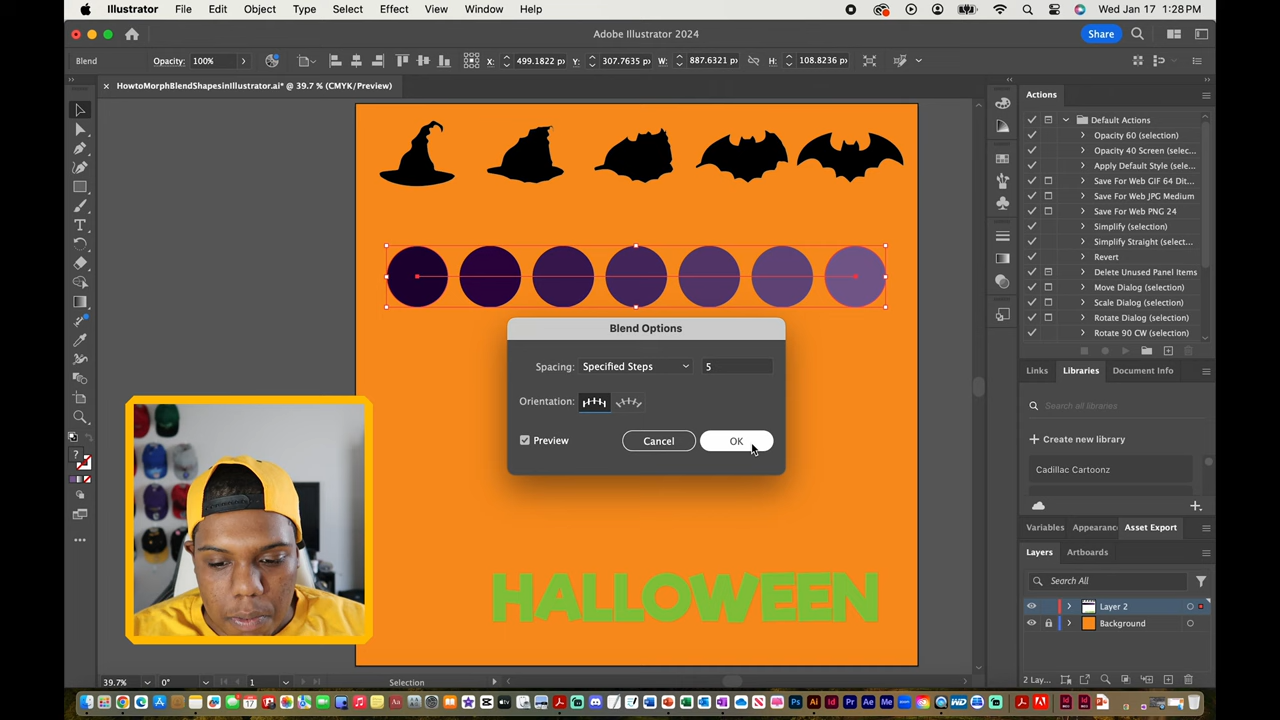 Illustrator File Edit Object Type Select Effect View Window Help Wed Jan 17 1:28 PM
Adobe Illustrator 2024 Share
Blend Opacity: 100% X: 499.1822 p Y: 307.7635 p W: 887.6321 p H: 108.8236 p
× HowtoMorphBlendShapesinIllustrator.ai* @ 39.7 % (CMYK/Preview)
Actions
Default Actions
Opacity 60 (selection)
Opacity 40 Screen (selec...
Apply Default Style (sele...
Save For Web GIF 64 Dit...
Save For Web JPG Medium
Save For Web PNG 24
Simplify (selection)
Simplify Straight (select...
Revert
Delete Unused Panel Items
Move Dialog (selection)
Scale Dialog (selection)
Rotate Dialog (selection)
Rotate 90 CW (selection)
Blend Options
Spacing: Specified Steps 5
Orientation:
Preview Cancel OK
Links Libraries Document Info
Search all libraries
+ Create new library
Cadillac Cartoonz
Variables Appearanc Asset Export
Layers Artboards
Search All
Layer 2
Background
HALLOWEEN
39.7% 0° 1 Selection 2 Lay...